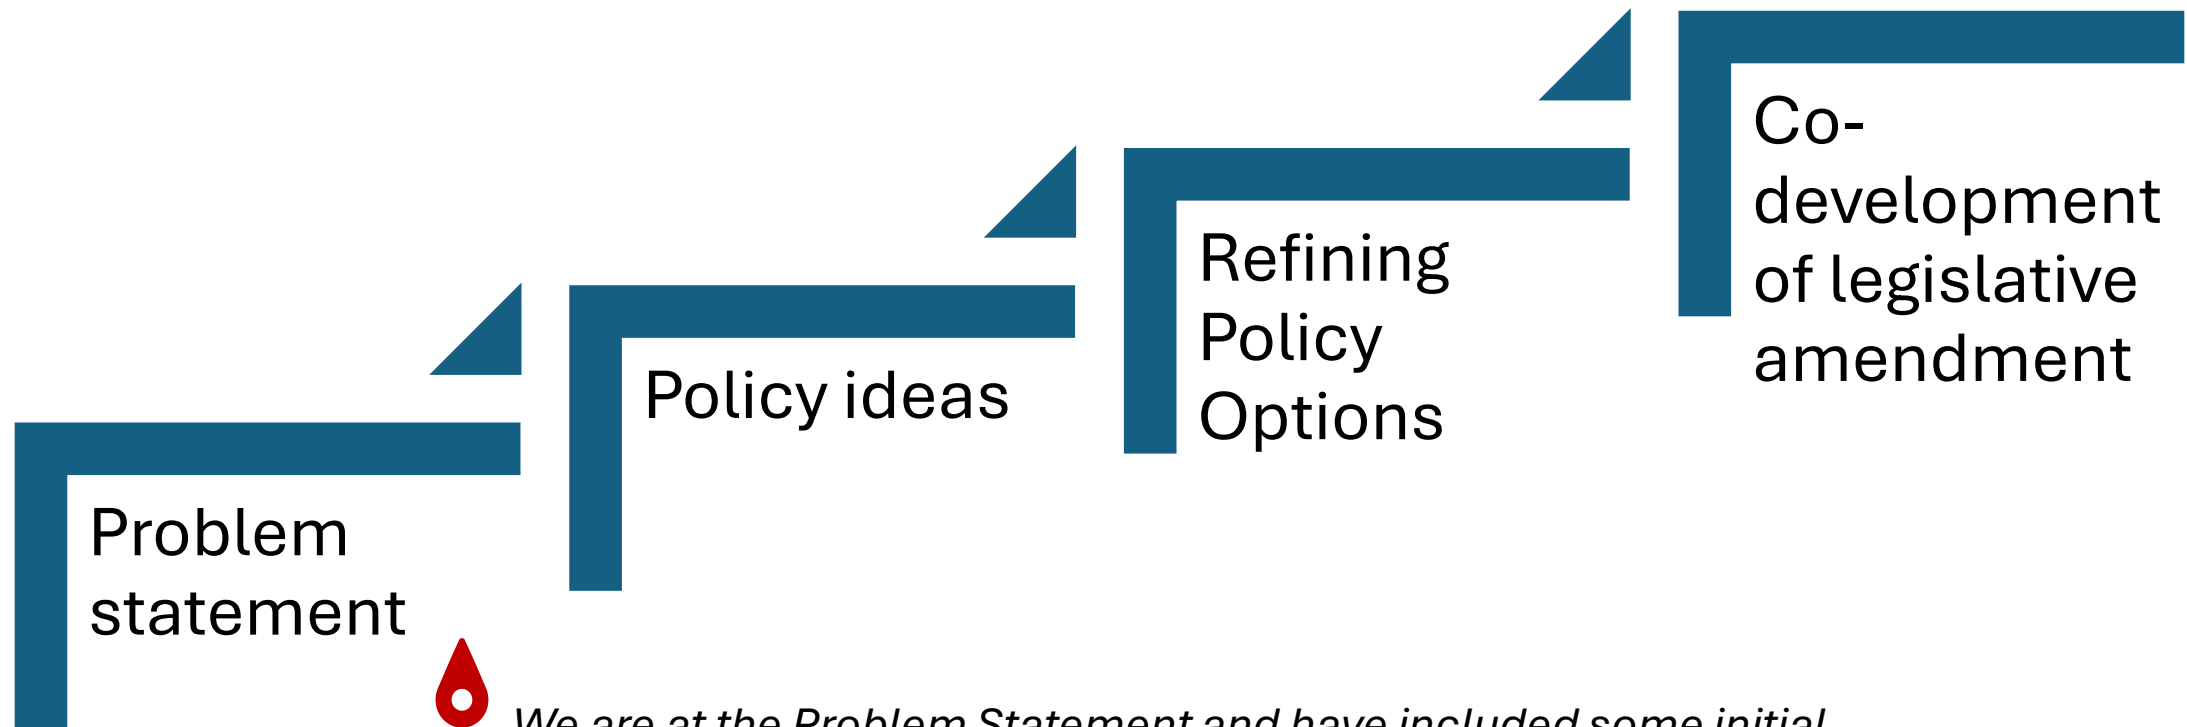 Problem
statement
Policy ideas
Refining
Policy
Options
Co-
development
of legislative
amendment
We are at the Problem Statement and have included some initial